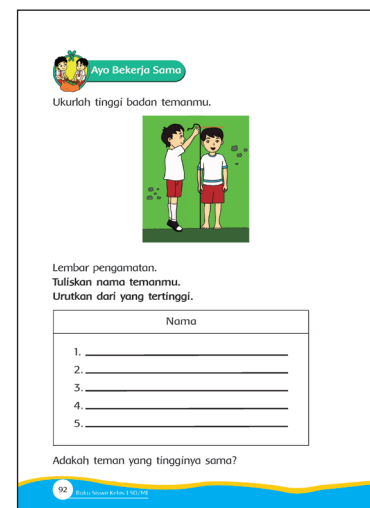 Ayo Bekerja Sama
Ukurlah tinggi badan temanmu.
Lembar pengamatan.
Tuliskan nama temanmu.
Urutkan dari yang tertinggi.
Nama
1.
2.
3.
4.
5.
Adakah teman yang tingginya sama?
92 Buku Siswa Kelas I SD/MI